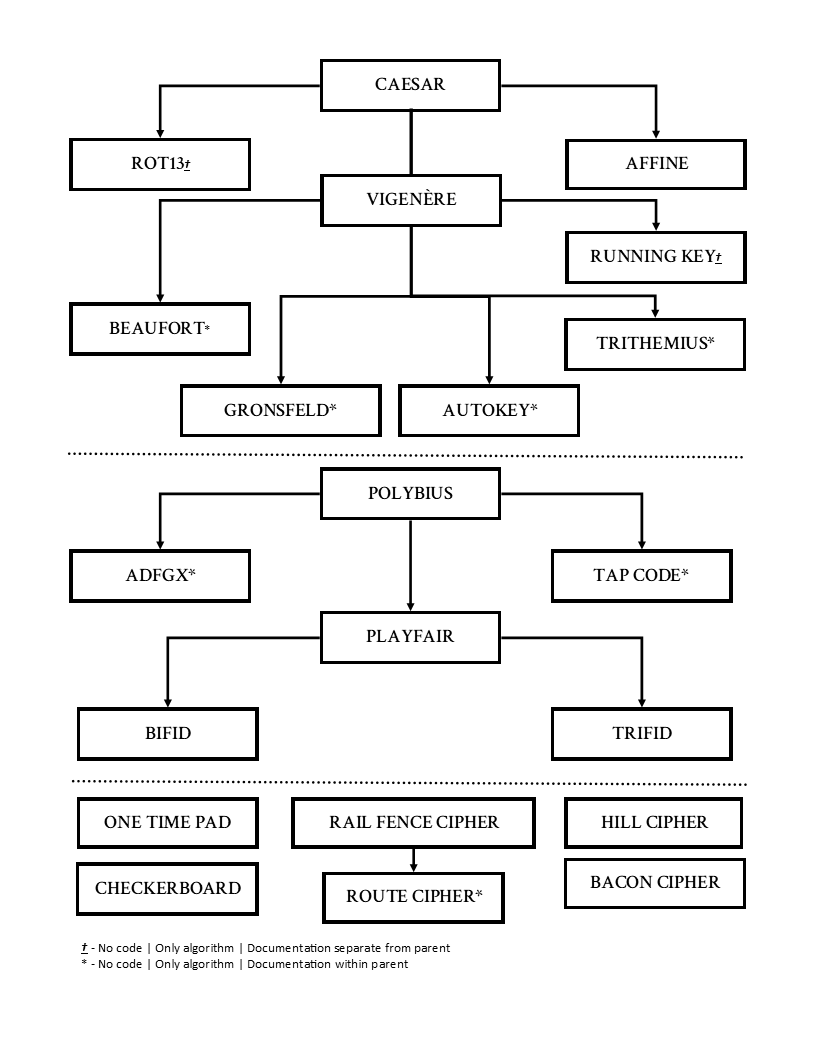 CAESAR
ROT13†
AFFINE
VIGENÈRE
RUNNING KEY†
BEAUFORT*
TRITHEMIUS*
GRONSFELD*
AUTOKEY*
POLYBIUS
ADFGX*
TAP CODE*
PLAYFAIR
BIFID
TRIFID
ONE TIME PAD
RAIL FENCE CIPHER
HILL CIPHER
CHECKERBOARD
ROUTE CIPHER*
BACON CIPHER
† - No code | Only algorithm | Documentation separate from parent
* - No code | Only algorithm | Documentation within parent